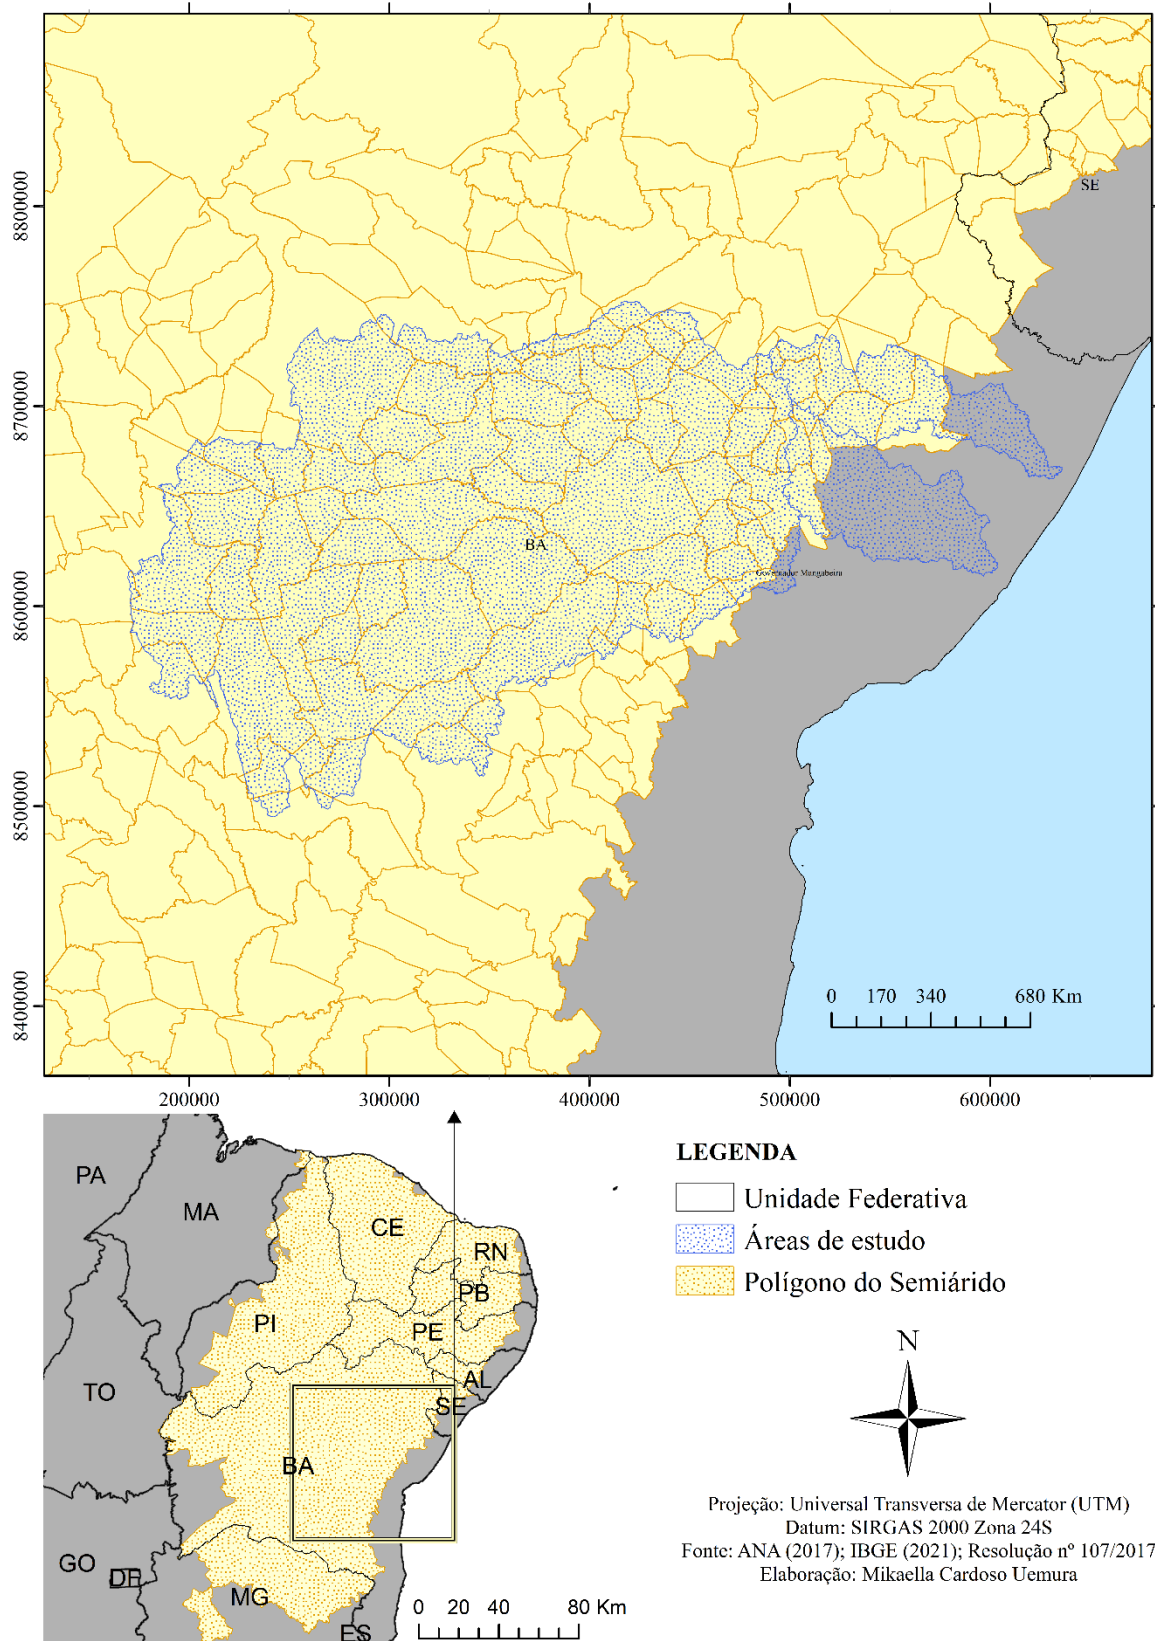 SE
8800000
8700000
BA
Governador Mangabeira
8600000
8500000
8400000
0 170 340 680 Km
200000 300000 400000 500000 600000
PA
MA
CE
RN
PB
PI
PE
TO
AL
SE
BA
GO
DF
MG
ES
0 20 40 80 Km
LEGENDA
Unidade Federativa
Áreas de estudo
Polígono do Semiárido
N
Projeção: Universal Transversa de Mercator (UTM)
Datum: SIRGAS 2000 Zona 24S
Fonte: ANA (2017); IBGE (2021); Resolução nº 107/2017
Elaboração: Mikaella Cardoso Uemura